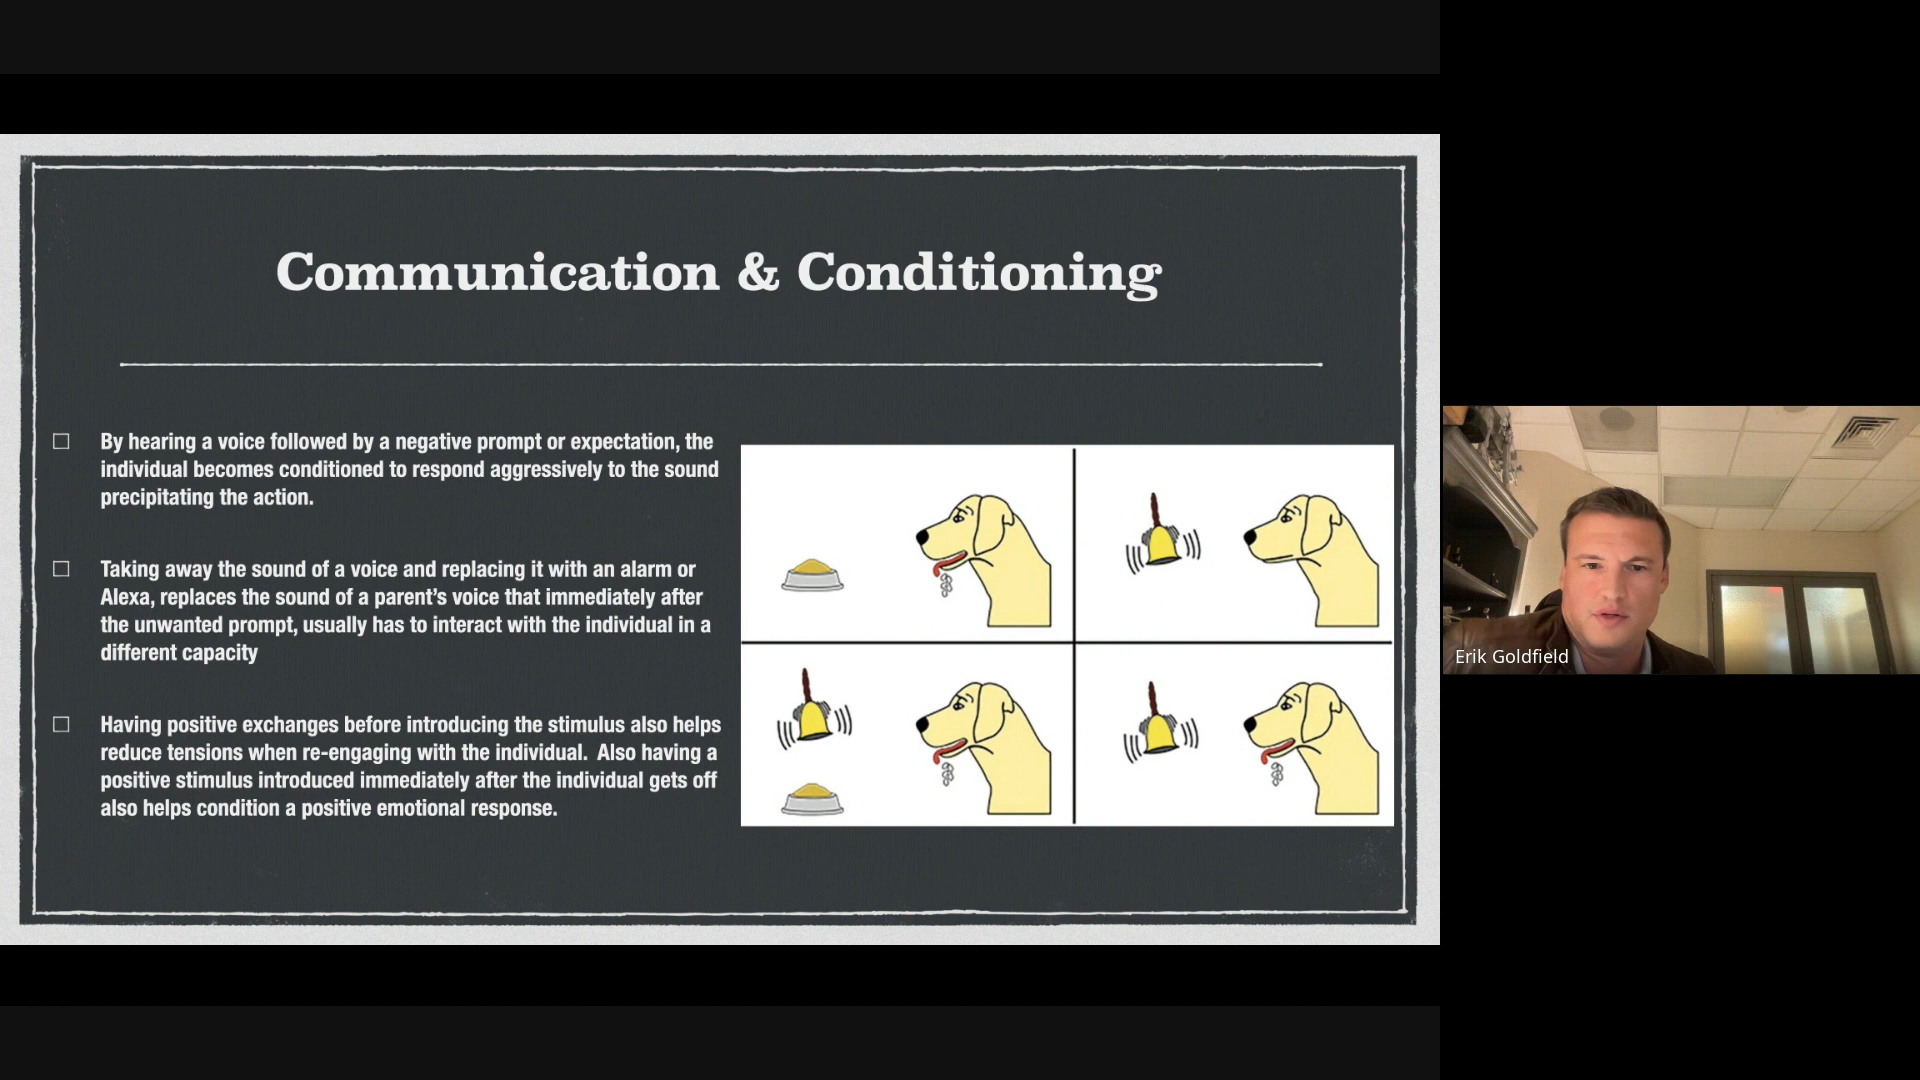 Communication & Conditioning
By hearing a voice followed by a negative prompt or expectation, the
individual becomes conditioned to respond aggressively to the sound
precipitating the action.
Taking away the sound of a voice and replacing it with an alarm or
Alexa, replaces the sound of a parent's voice that immediately after
the unwanted prompt, usually has to interact with the individual in a
different capacity
Having positive exchanges before introducing the stimulus also helps
reduce tensions when re-engaging with the individual.  Also having a
positive stimulus introduced immediately after the individual gets off
also helps condition a positive emotional response.
Erik Goldfield